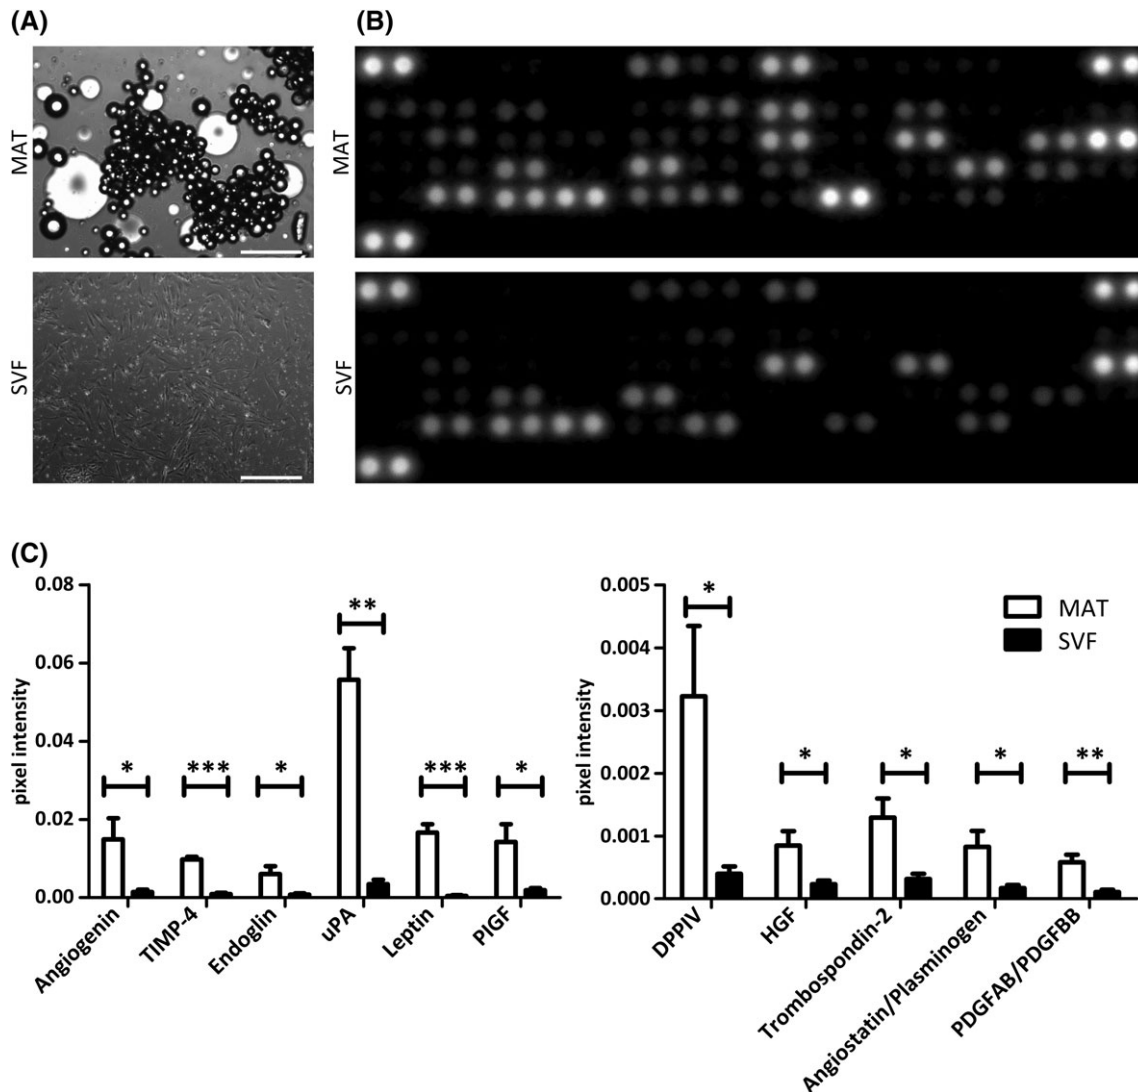 (A)
(B)
MAT
MAT
SVF
SVF
(C)
pixel intensity
0.08
0.06
0.04
0.02
0.00
*
***
*
**
***
*
Angiogenin
TIMP-4
Endoglin
uPA
Leptin
PlGF
pixel intensity
0.005
0.004
0.003
0.002
0.001
0.000
*
*
*
*
**
MAT
SVF
DPPIV
HGF
Trombospondin-2
Angiostatin/Plasminogen
PDGFAB/PDGFBB